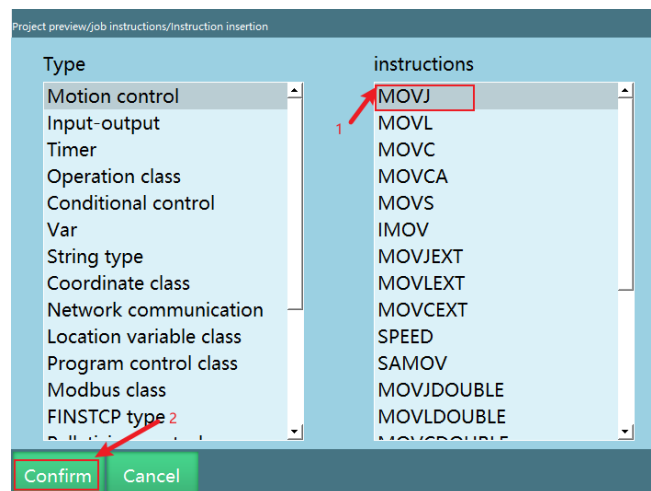 Project preview/job instructions/Instruction insertion
Type
Motion control
Input-output
Timer
Operation class
Conditional control
Var
String type
Coordinate class
Network communication
Location variable class
Program control class
Modbus class
FINSTCP type 2
instructions
1
MOVJ
MOVL
MOVC
MOVCA
MOVS
IMOV
MOVJEXT
MOVLEXT
MOVCEXT
SPEED
SAMOV
MOVJDOUBLE
MOVLDOUBLE
MOVCDOUBLE
Confirm Cancel